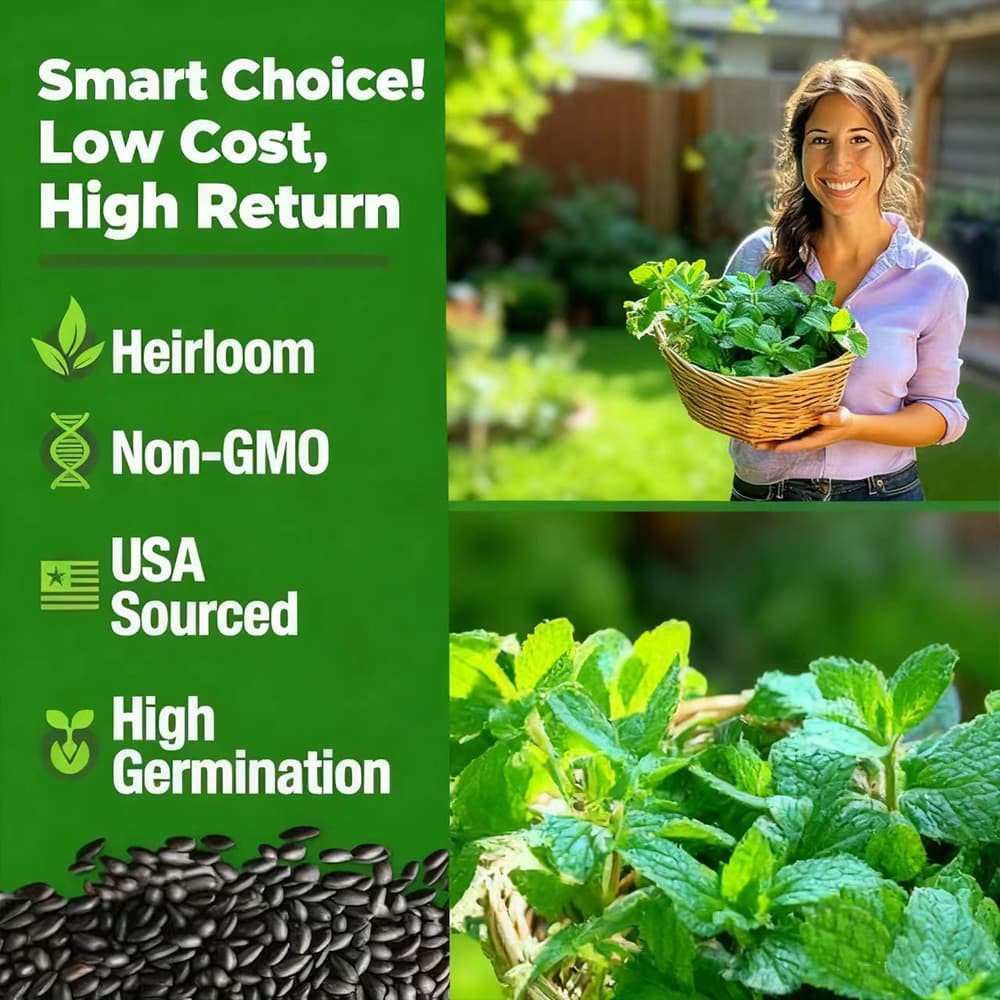 Smart Choice!
Low Cost,
High Return
Heirloom
Non-GMO
USA
Sourced
High
Germination